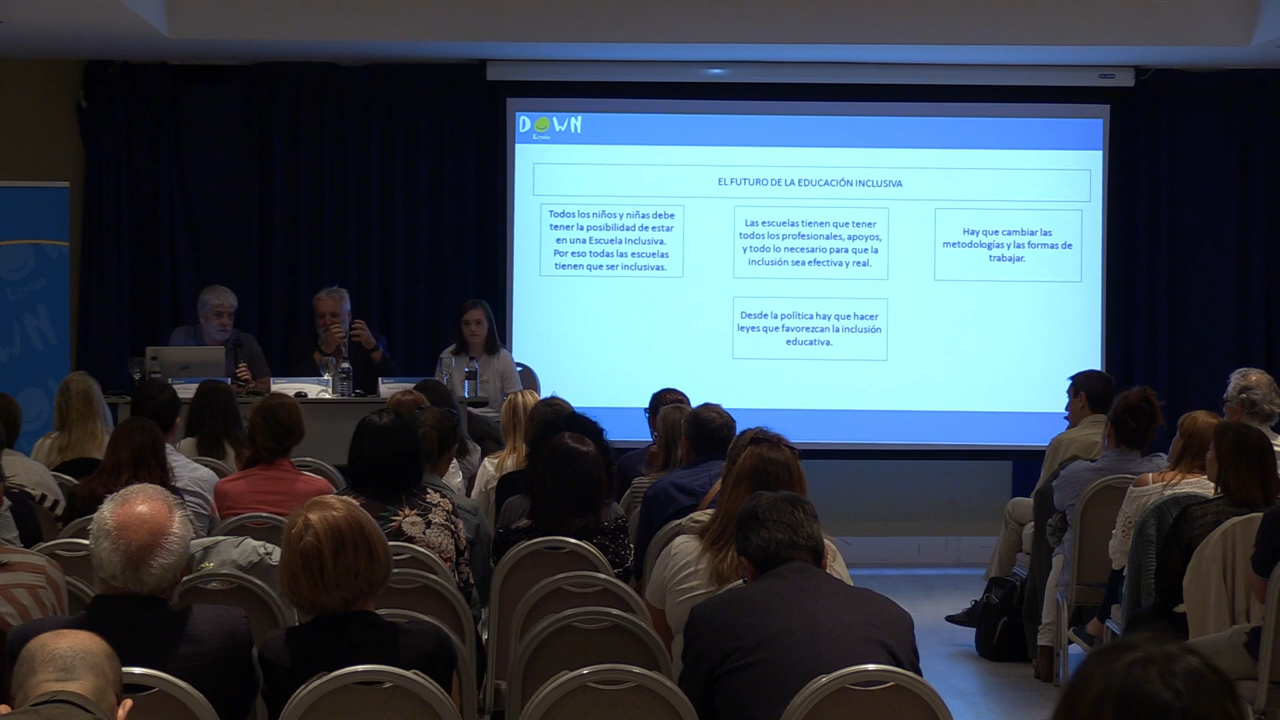 DOWN
España
EL FUTURO DE LA EDUCACIÓN INCLUSIVA
Todos los niños y niñas debe
tener la posibilidad de estar
en una Escuela Inclusiva.
Por eso todas las escuelas
tienen que ser inclusivas.
Las escuelas tienen que tener
todos los profesionales, apoyos,
y todo lo necesario para que la
inclusión sea efectiva y real.
Hay que cambiar las
metodologías y las formas de
trabajar.
Desde la política hay que hacer
leyes que favorezcan la inclusión
educativa.